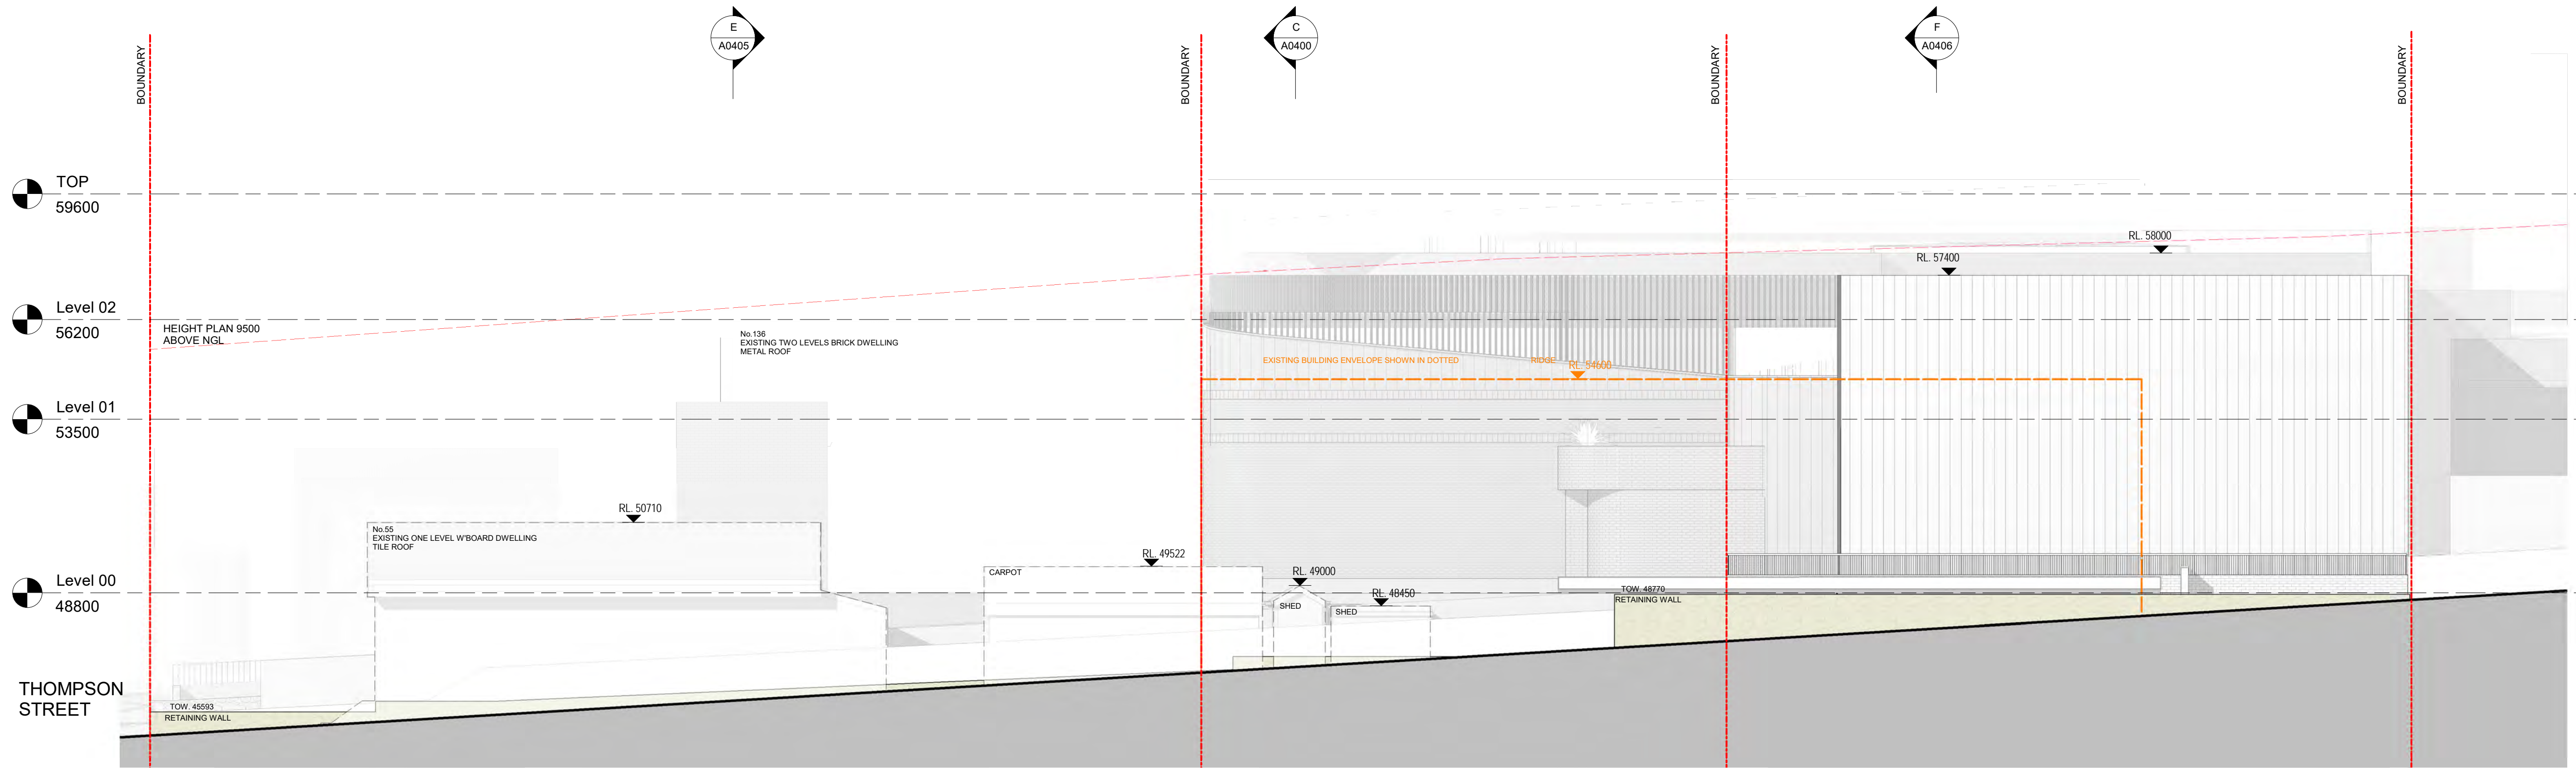 E
A0405
C
A0400
F
A0406
BOUNDARY
BOUNDARY
BOUNDARY
BOUNDARY
TOP
59600
RL. 58000
RL. 57400
Level 02
56200
HEIGHT PLAN 9500
ABOVE NGL
No.136
EXISTING TWO LEVELS BRICK DWELLING
METAL ROOF
EXISTING BUILDING ENVELOPE SHOWN IN DOTTED
RIDGE
RL. 54600
Level 01
53500
RL. 50710
No.55
EXISTING ONE LEVEL W'BOARD DWELLING
TILE ROOF
RL. 49522
CARPOT
RL. 49000
SHED
RL. 48450
SHED
Level 00
48800
TOW. 48770
RETAINING WALL
THOMPSON
STREET
TOW. 45593
RETAINING WALL